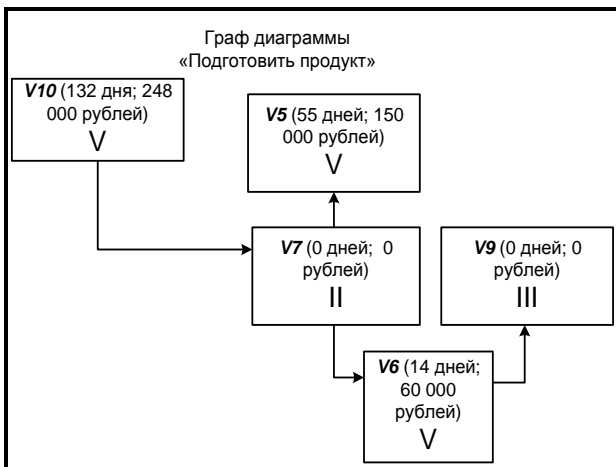 Граф диаграммы
«Подготовить продукт»
V10 (132 дня; 248
000 рублей)
V
V5 (55 дней; 150
000 рублей)
V
V7 (0 дней;  0
рублей)
II
V9 (0 дней; 0
рублей)
III
V6 (14 дней;
60 000
рублей)
V